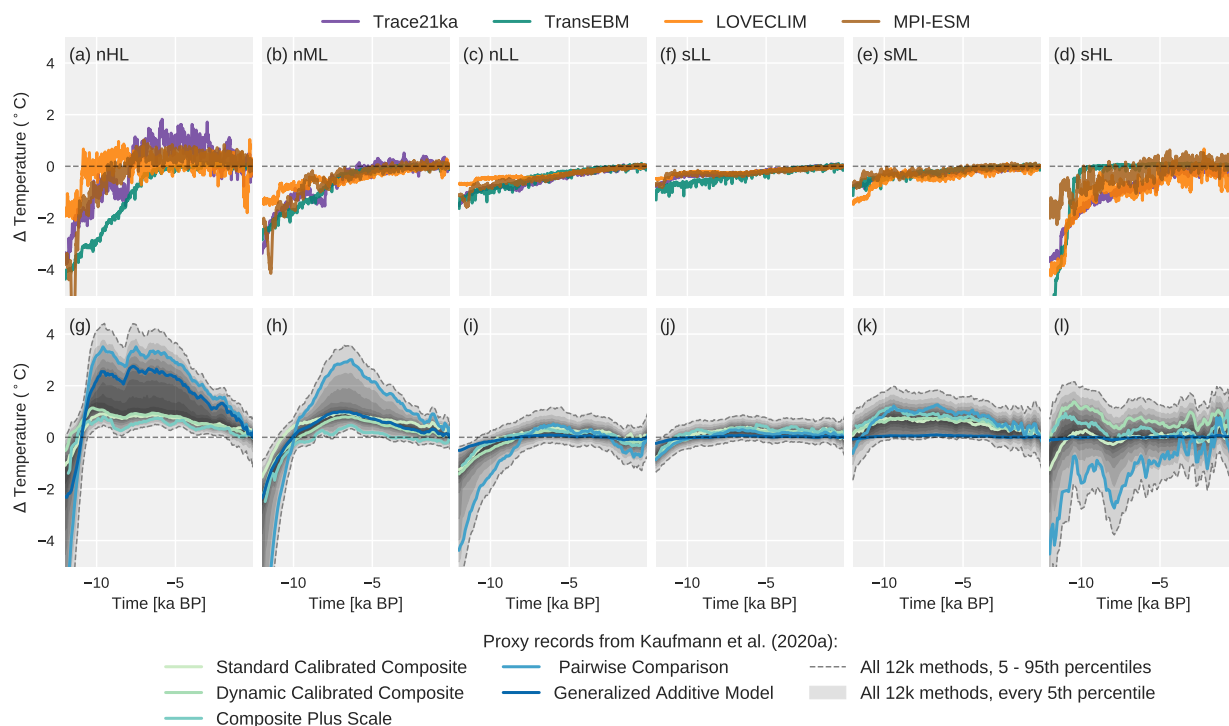 Trace21ka TransEBM LOVECLIM MPI-ESM
(a) nHL (b) nML (c) nLL (f) sLL (e) sML (d) sHL
Δ Temperature (°C)
4
2
0
−2
−4
(g) (h) (i) (j) (k) (l)
Δ Temperature (°C)
4
2
0
−2
−4
−10 −5 −10 −5 −10 −5 −10 −5 −10 −5 −10 −5
Time [ka BP] Time [ka BP] Time [ka BP] Time [ka BP] Time [ka BP] Time [ka BP]
Proxy records from Kaufmann et al. (2020a):
Standard Calibrated Composite Pairwise Comparison All 12k methods, 5 - 95th percentiles
Dynamic Calibrated Composite Generalized Additive Model All 12k methods, every 5th percentile
Composite Plus Scale